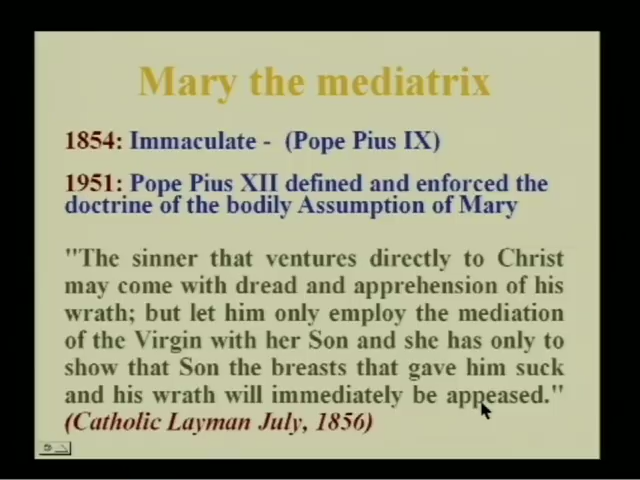 Mary the mediatrix
1854: Immaculate - (Pope Pius IX)
1951: Pope Pius XII defined and enforced the
doctrine of the bodily Assumption of Mary
"The sinner that ventures directly to Christ
may come with dread and apprehension of his
wrath; but let him only employ the mediation
of the Virgin with her Son and she has only to
show that Son the breasts that gave him suck
and his wrath will immediately be appeased."
(Catholic Layman July, 1856)